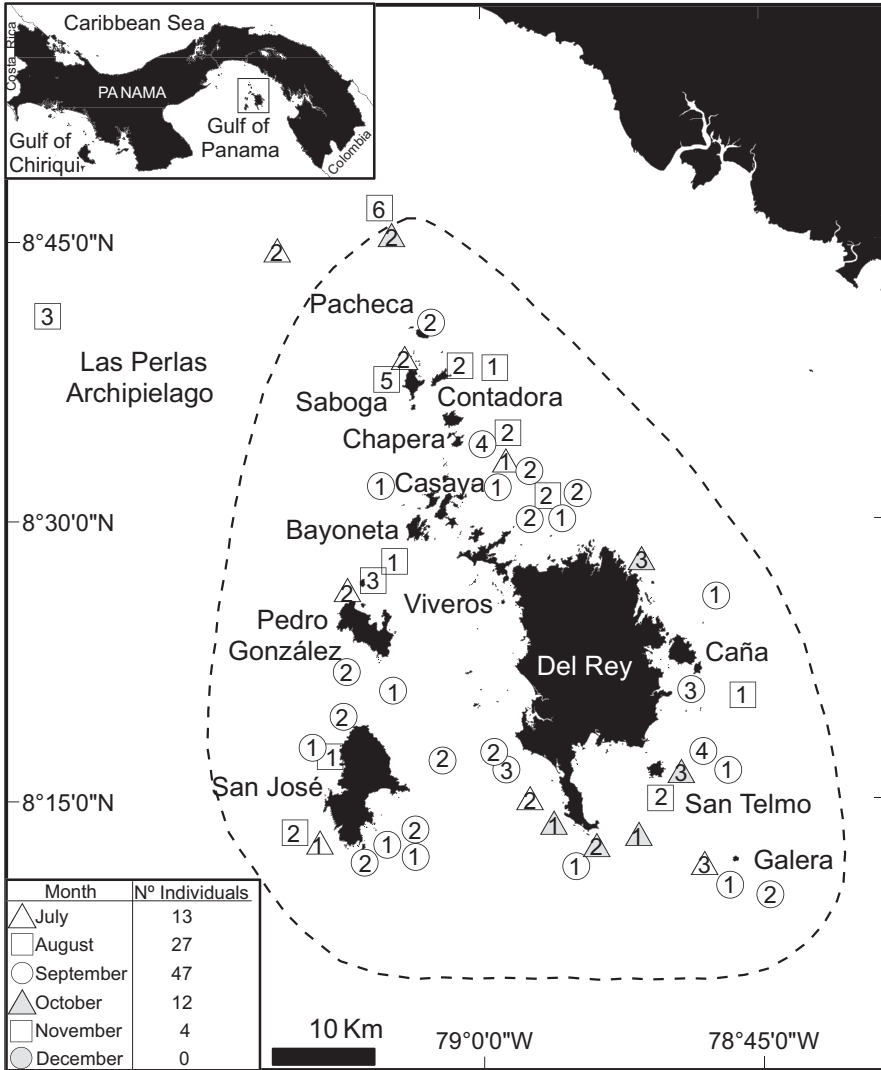 Caribbean Sea
Costa Rica
PANAMA
Gulf of
Panama
Gulf of
Chiriqui
Colombia
6
8°45'0"N
2
2
3
Pacheca
2
Las Perlas
Archipielago
2
2
1
5
Saboga
Contadora
Chapera
4
2
1
2
1
Casaya
1
2
2
2
1
8°30'0"N
Bayoneta
1
3
3
2
Viveros
1
Pedro
González
Del Rey
Caña
2
1
3
1
2
1
1
2
2
3
4
1
3
San José
2
2
San Telmo
8°15'0"N
1
1
2
1
2
1
2
1
2
1
3
Galera
1
2
Month Nº Individuals
July 13
August 27
September 47
October 12
November 4
December 0
10 Km
79°0'0"W
78°45'0"W